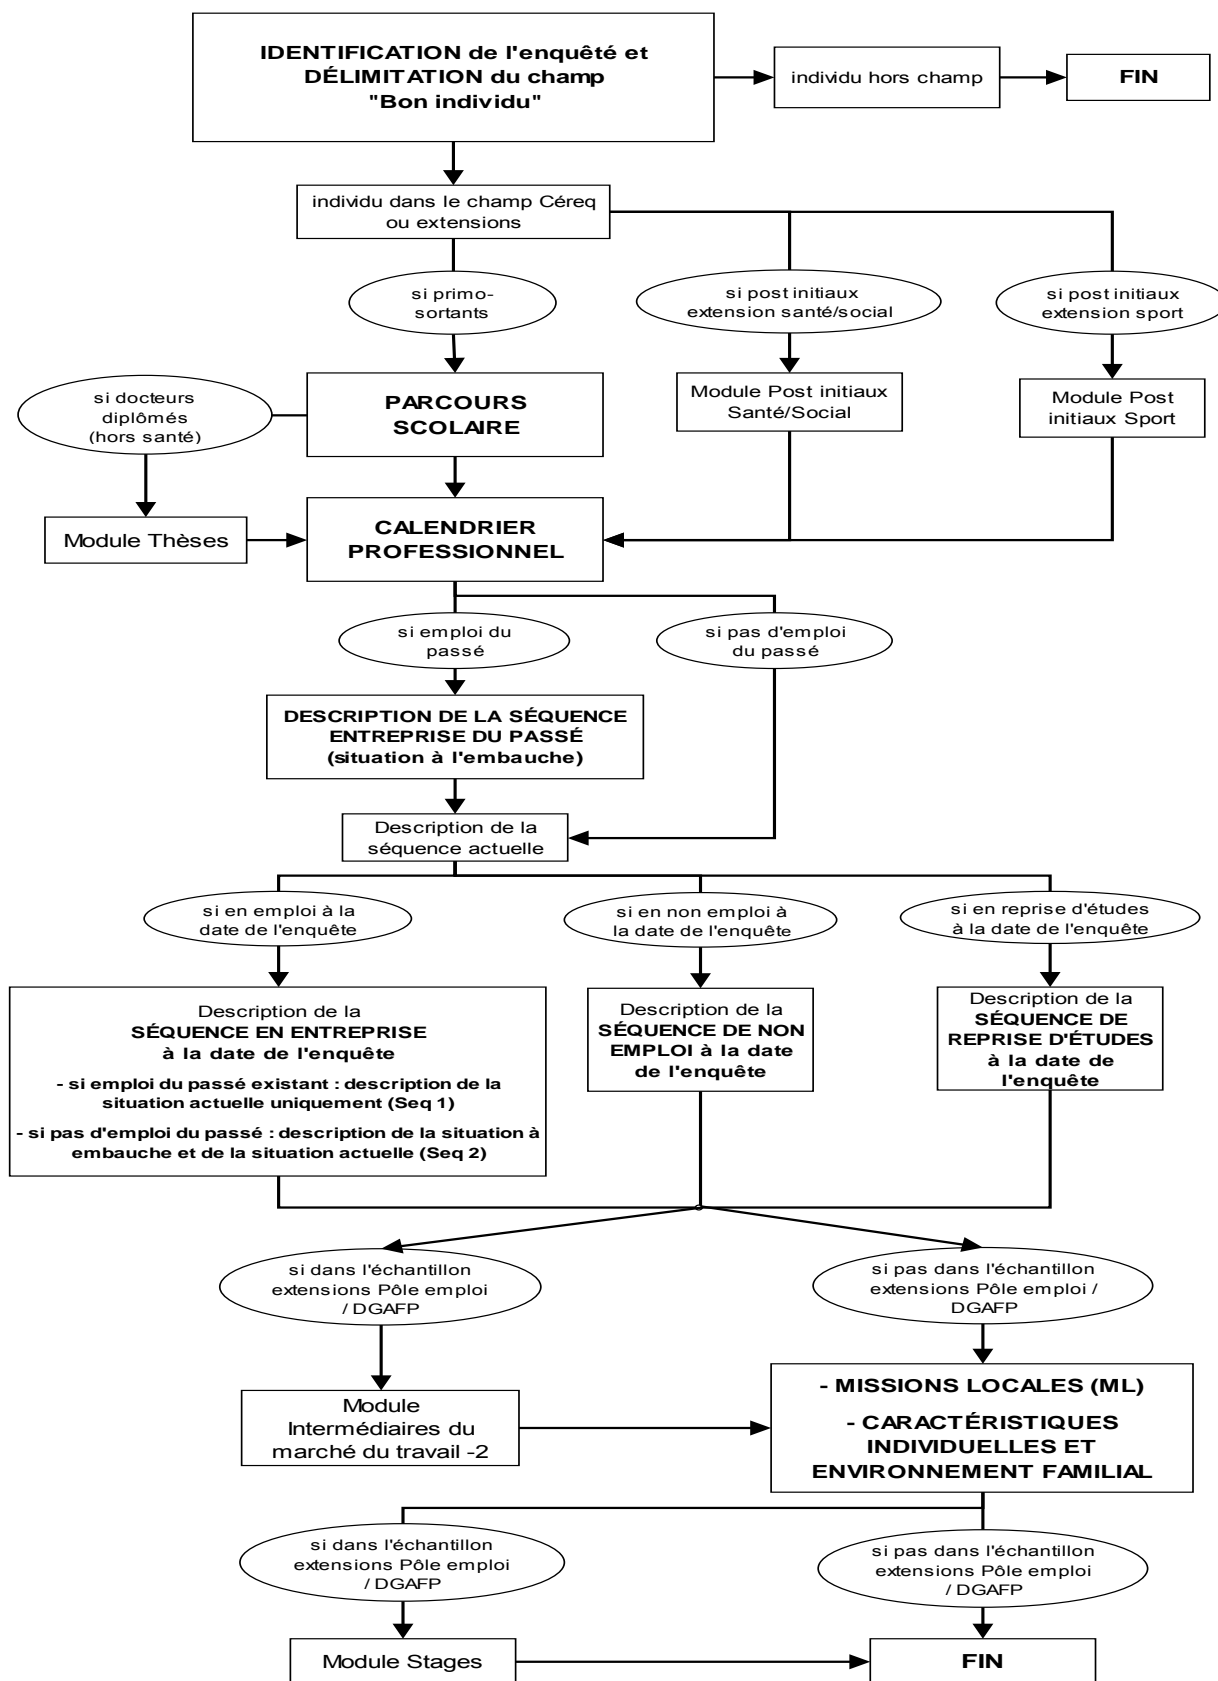 IDENTIFICATION de l'enquêté et
DÉLIMITATION du champ
"Bon individu"
individu hors champ
FIN
individu dans le champ Céreq
ou extensions
si primo-
sortants
si post initiaux
extension santé/social
si post initiaux
extension sport
si docteurs
diplômés
(hors santé)
PARCOURS
SCOLAIRE
Module Post initiaux
Santé/Social
Module Post
initiaux Sport
Module Thèses
CALENDRIER
PROFESSIONNEL
si emploi du
passé
si pas d'emploi
du passé
DESCRIPTION DE LA SÉQUENCE
ENTREPRISE DU PASSÉ
(situation à l'embauche)
Description de la
séquence actuelle
si en emploi à la
date de l'enquête
si en non emploi à
la date de l'enquête
si en reprise d'études
à la date de l'enquête
Description de la
SÉQUENCE EN ENTREPRISE
à la date de l'enquête
- si emploi du passé existant : description de la
situation actuelle uniquement (Seq 1)
- si pas d'emploi du passé : description de la situation à
embauche et de la situation actuelle (Seq 2)
Description de la
SÉQUENCE DE NON
EMPLOI à la date
de l'enquête
Description de la
SÉQUENCE DE
REPRISE D'ÉTUDES
à la date de
l'enquête
si dans l'échantillon
extensions Pôle emploi
/ DGAFP
si pas dans l'échantillon
extensions Pôle emploi /
DGAFP
Module
Intermédiaires du
marché du travail -2
- MISSIONS LOCALES (ML)
- CARACTÉRISTIQUES
INDIVIDUELLES ET
ENVIRONNEMENT FAMILIAL
si dans l'échantillon
extensions Pôle emploi
/ DGAFP
si pas dans l'échantillon
extensions Pôle emploi
/ DGAFP
Module Stages
FIN